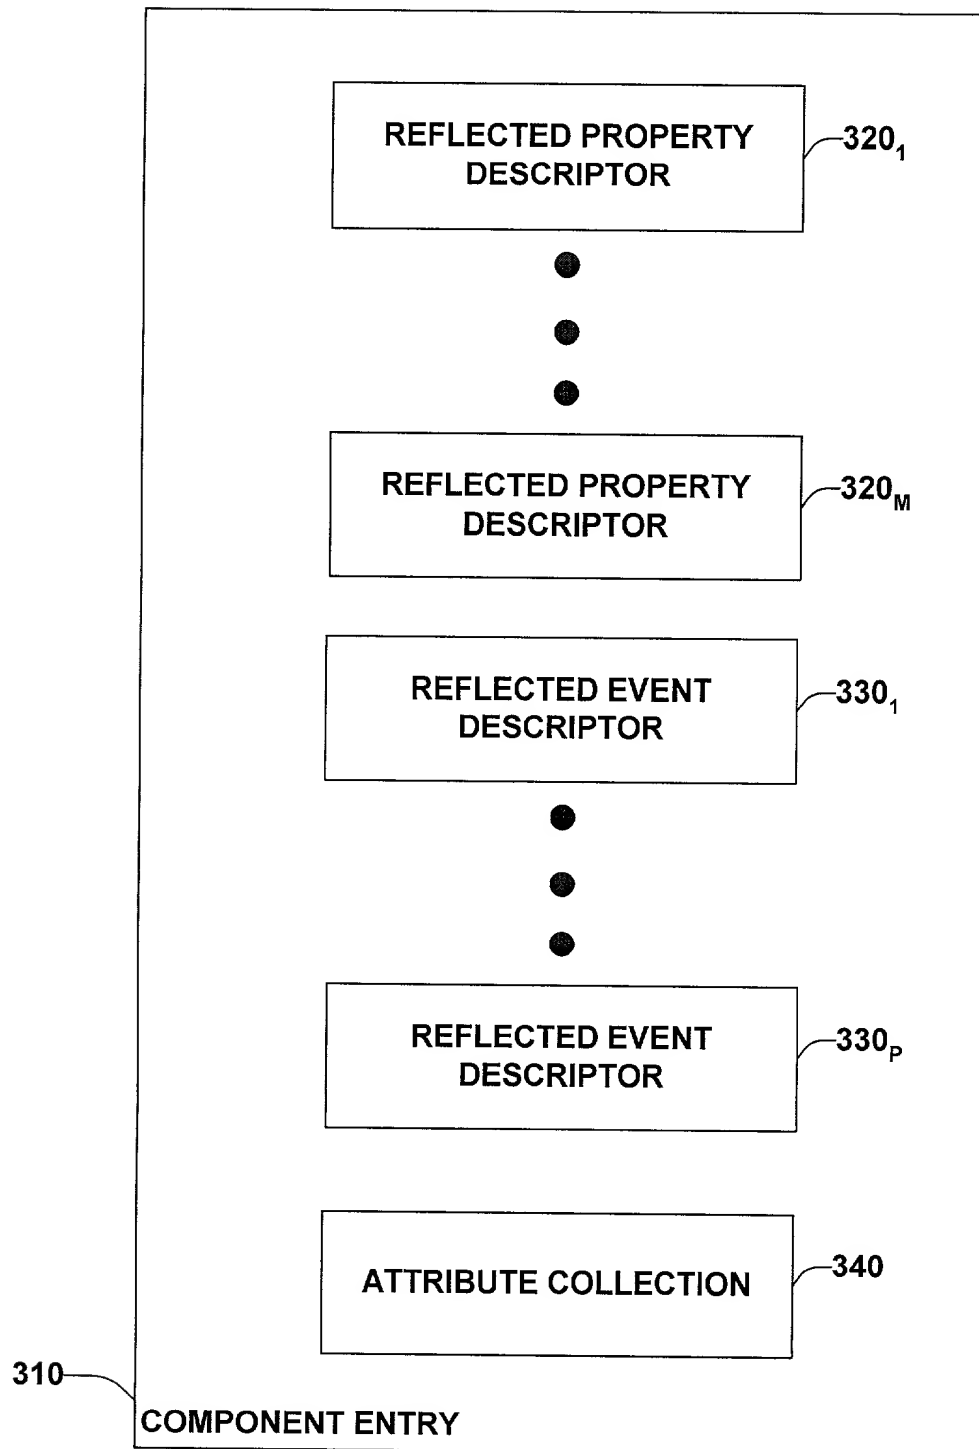 REFLECTED PROPERTY
DESCRIPTOR
320₁
REFLECTED PROPERTY
DESCRIPTOR
320M
REFLECTED EVENT
DESCRIPTOR
330₁
REFLECTED EVENT
DESCRIPTOR
330P
ATTRIBUTE COLLECTION
340
310
COMPONENT ENTRY